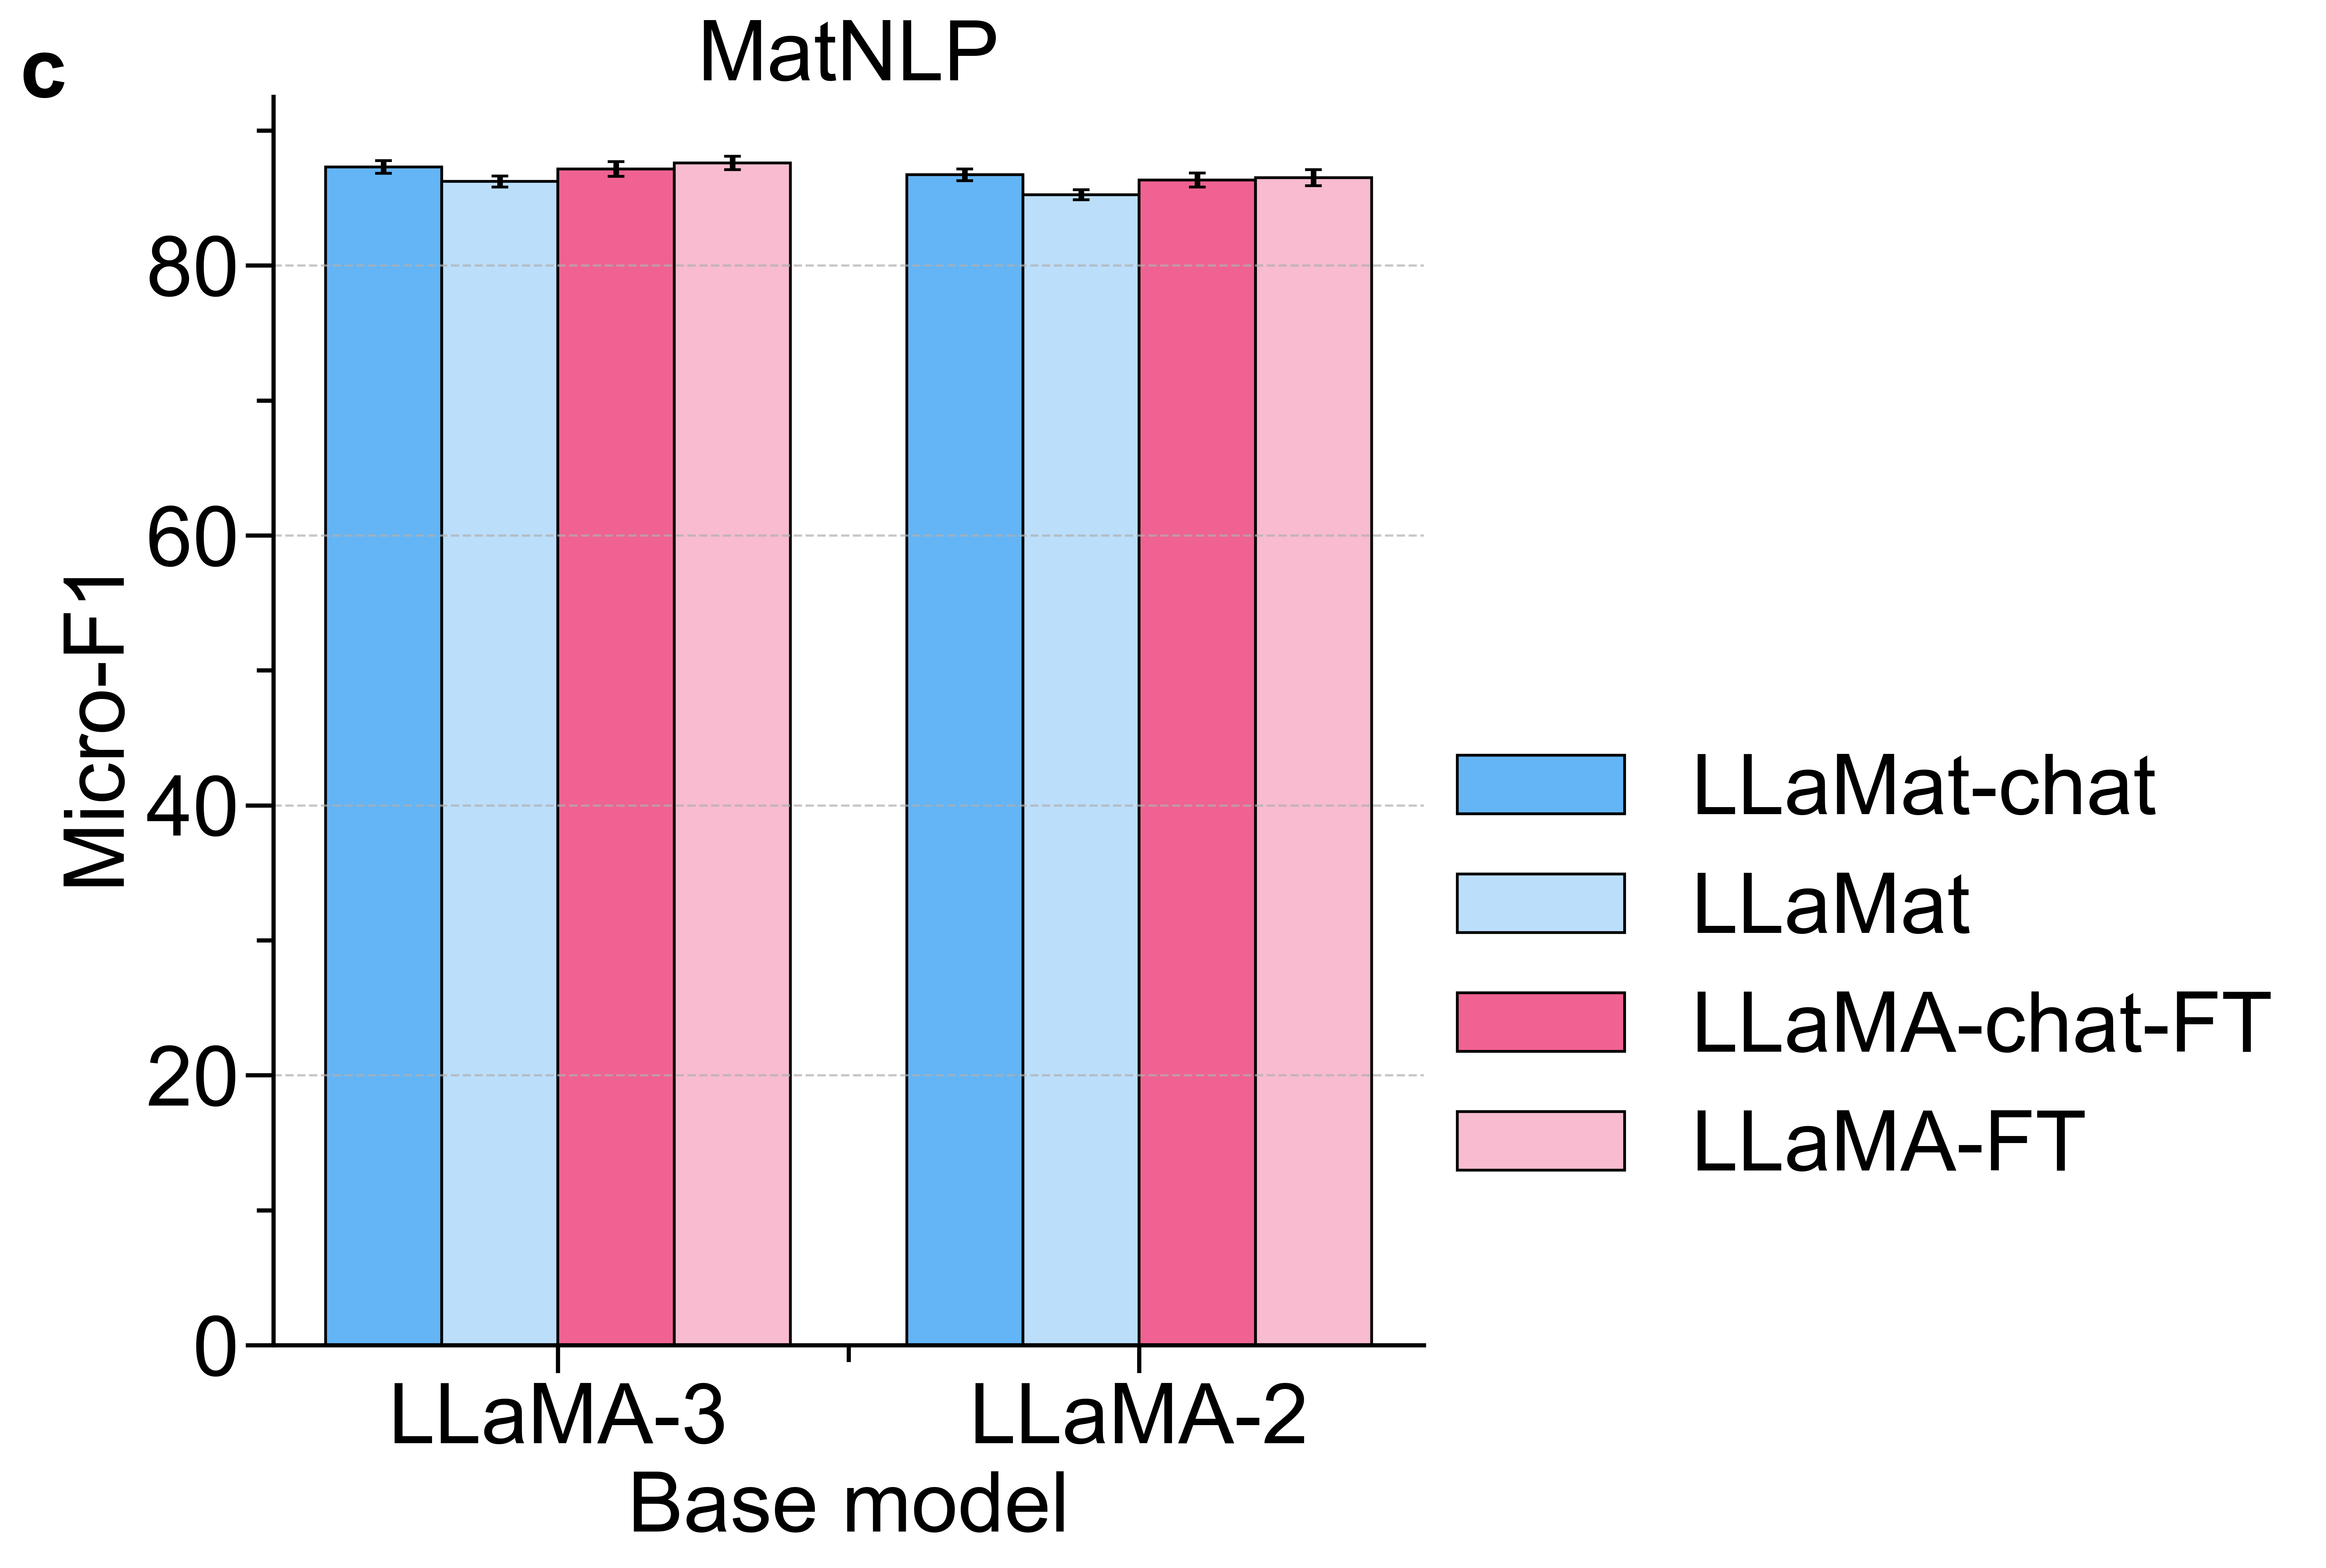 c
MatNLP
Micro-F1
80
60
40
20
0
LLaMA-3
LLaMA-2
Base model
LLaMat-chat
LLaMat
LLaMA-chat-FT
LLaMA-FT